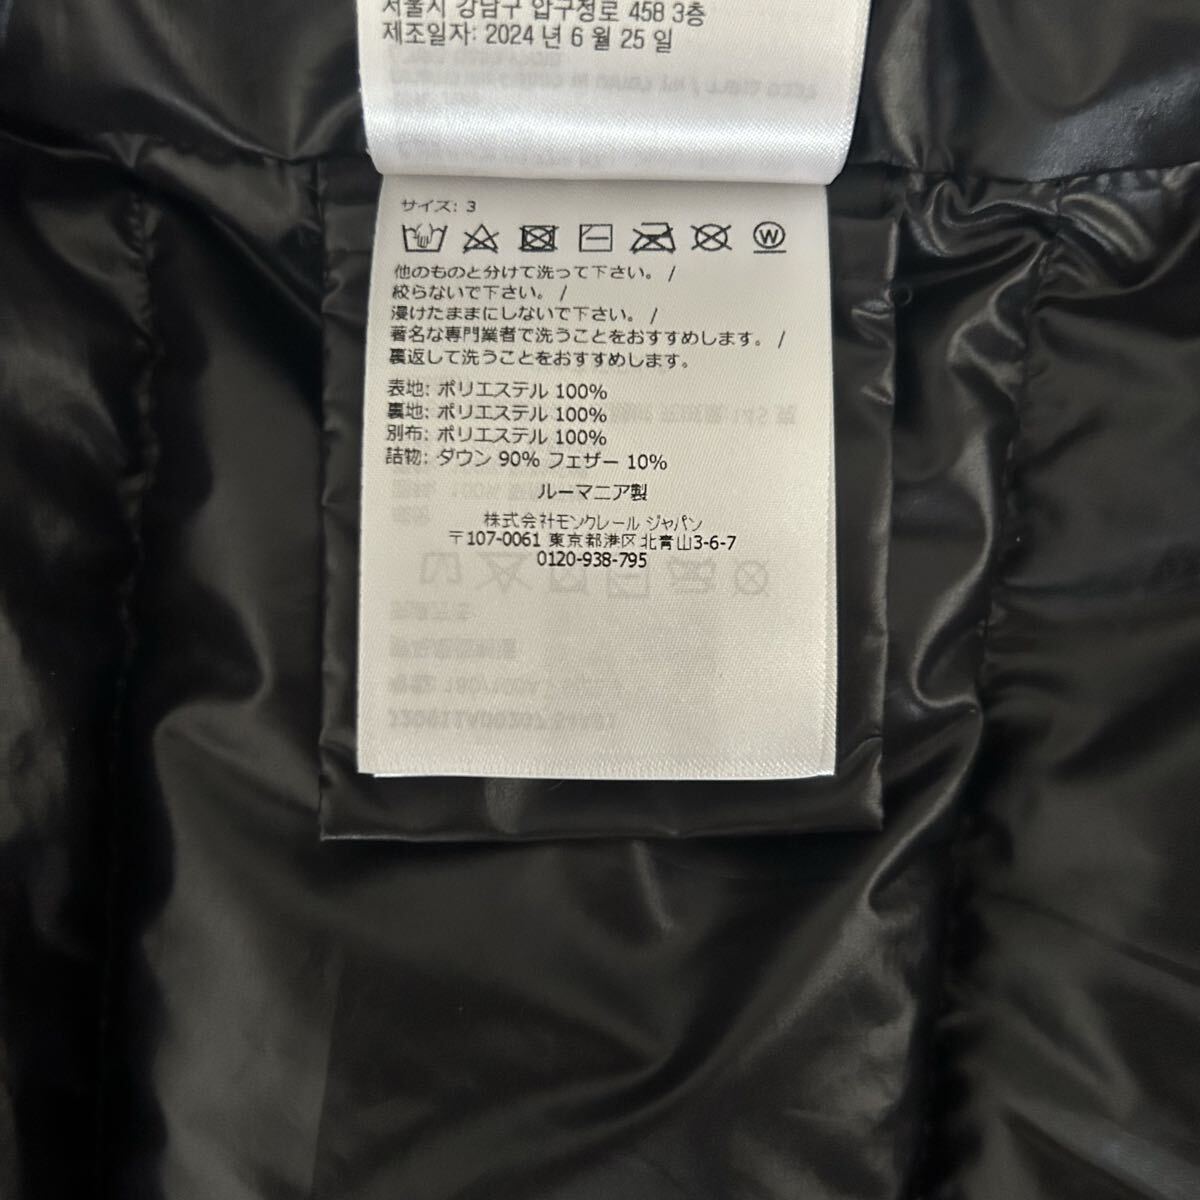 서울시 강남구 압구정로 458 3층
제조일자: 2024 년 6 월 25 일
サイズ: 3
W
他のものと分けて洗って下さい。 /
絞らないで下さい。 /
浸けたままにしないで下さい。 /
著名な専門業者で洗うことをおすすめします。 /
裏返して洗うことをおすすめします。
表地: ポリエステル 100%
裏地: ポリエステル 100%
別布: ポリエステル 100%
詰物: ダウン 90% フェザー 10%
ルーマニア製
株式会社モンクレール ジャパン
〒107-0061 東京都港区北青山3-6-7
0120-938-795